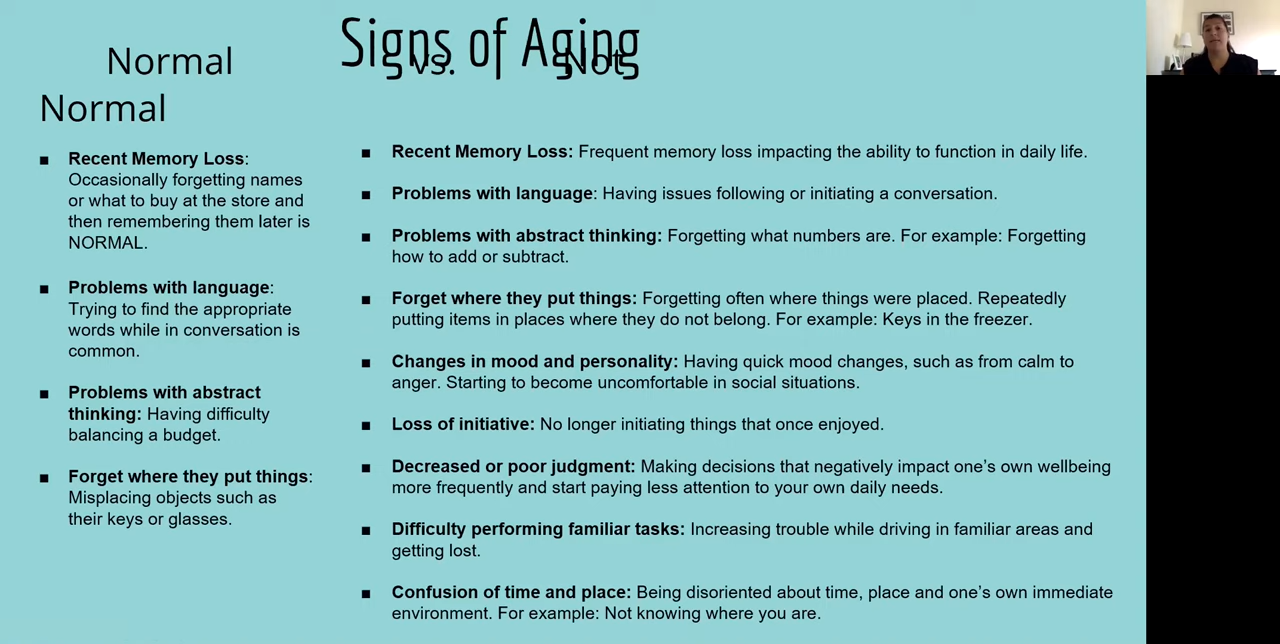 Signs of Aging
Normal vs. Not
Normal
■ Recent Memory Loss:
Occasionally forgetting names
or what to buy at the store and
then remembering them later is
NORMAL.
■ Problems with language:
Trying to find the appropriate
words while in conversation is
common.
■ Problems with abstract
thinking: Having difficulty
balancing a budget.
■ Forget where they put things:
Misplacing objects such as
their keys or glasses.
■ Recent Memory Loss: Frequent memory loss impacting the ability to function in daily life.
■ Problems with language: Having issues following or initiating a conversation.
■ Problems with abstract thinking: Forgetting what numbers are. For example: Forgetting
how to add or subtract.
■ Forget where they put things: Forgetting often where things were placed. Repeatedly
putting items in places where they do not belong. For example: Keys in the freezer.
■ Changes in mood and personality: Having quick mood changes, such as from calm to
anger. Starting to become uncomfortable in social situations.
■ Loss of initiative: No longer initiating things that once enjoyed.
■ Decreased or poor judgment: Making decisions that negatively impact one’s own wellbeing
more frequently and start paying less attention to your own daily needs.
■ Difficulty performing familiar tasks: Increasing trouble while driving in familiar areas and
getting lost.
■ Confusion of time and place: Being disoriented about time, place and one’s own immediate
environment. For example: Not knowing where you are.